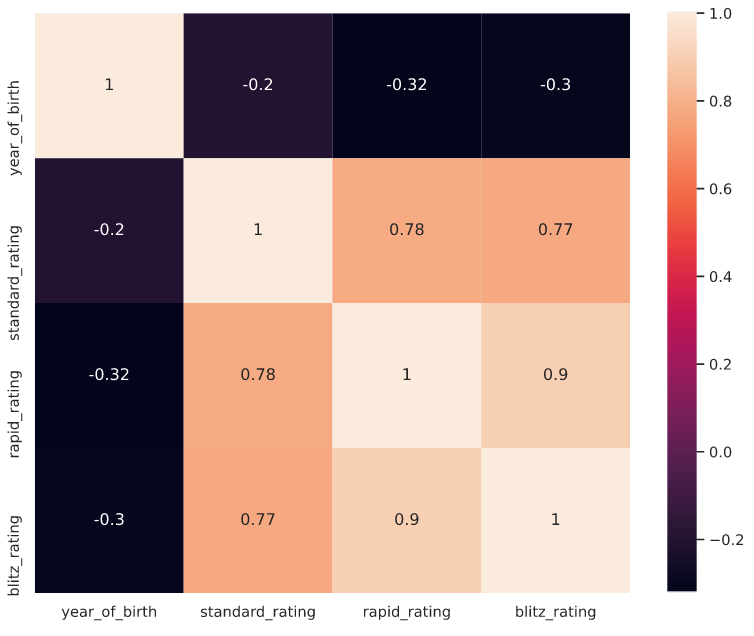 year_of_birth 1 -0.2 -0.32 -0.3
standard_rating -0.2 1 0.78 0.77
rapid_rating -0.32 0.78 1 0.9
blitz_rating -0.3 0.77 0.9 1
year_of_birth standard_rating rapid_rating blitz_rating
1.0
0.8
0.6
0.4
0.2
0.0
−0.2